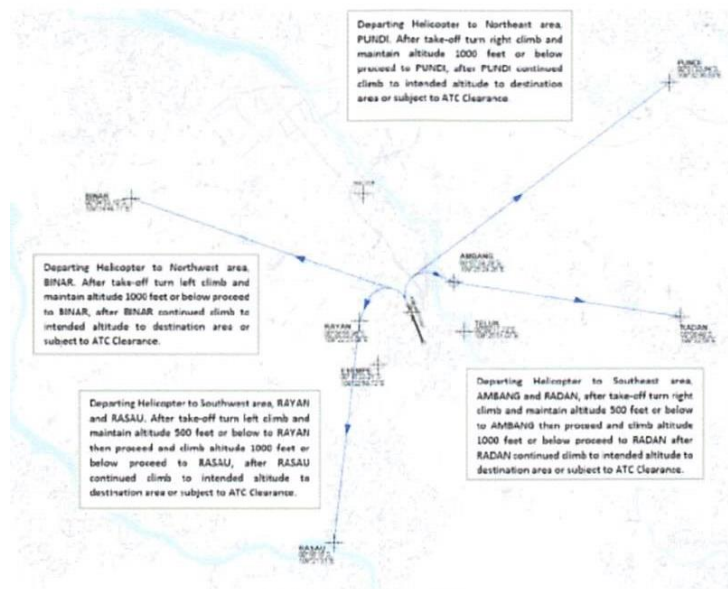 Departing Helicopter to Northeast area,
PUNDI. After take-off turn right climb and
maintain altitude 1000 feet or below
proceed to PUNDI, after PUNDI continued
climb to intended altitude to destination
area or subject to ATC Clearance.
PUNDI
BINAR
AMBANG
Departing Helicopter to Northwest area,
BINAR. After take-off turn left climb and
maintain altitude 1000 feet or below proceed
to BINAR, after BINAR continued climb to
intended altitude to destination area or
subject to ATC Clearance.
RAYAN
TELUK
RADAN
Departing Helicopter to Southwest area, RAYAN
and RASAU. After take-off turn left climb and
maintain altitude 500 feet or below to RAYAN
then proceed and climb altitude 1000 feet or
below proceed to RASAU, after RASAU
continued climb to intended altitude to
destination area or subject to ATC Clearance.
Departing Helicopter to Southeast area,
AMBANG and RADAN, after take-off turn right
climb and maintain altitude 500 feet or below
to AMBANG then proceed and climb altitude
1000 feet or below proceed to RADAN after
RADAN continued climb to intended altitude to
destination area or subject to ATC Clearance.
RASAU